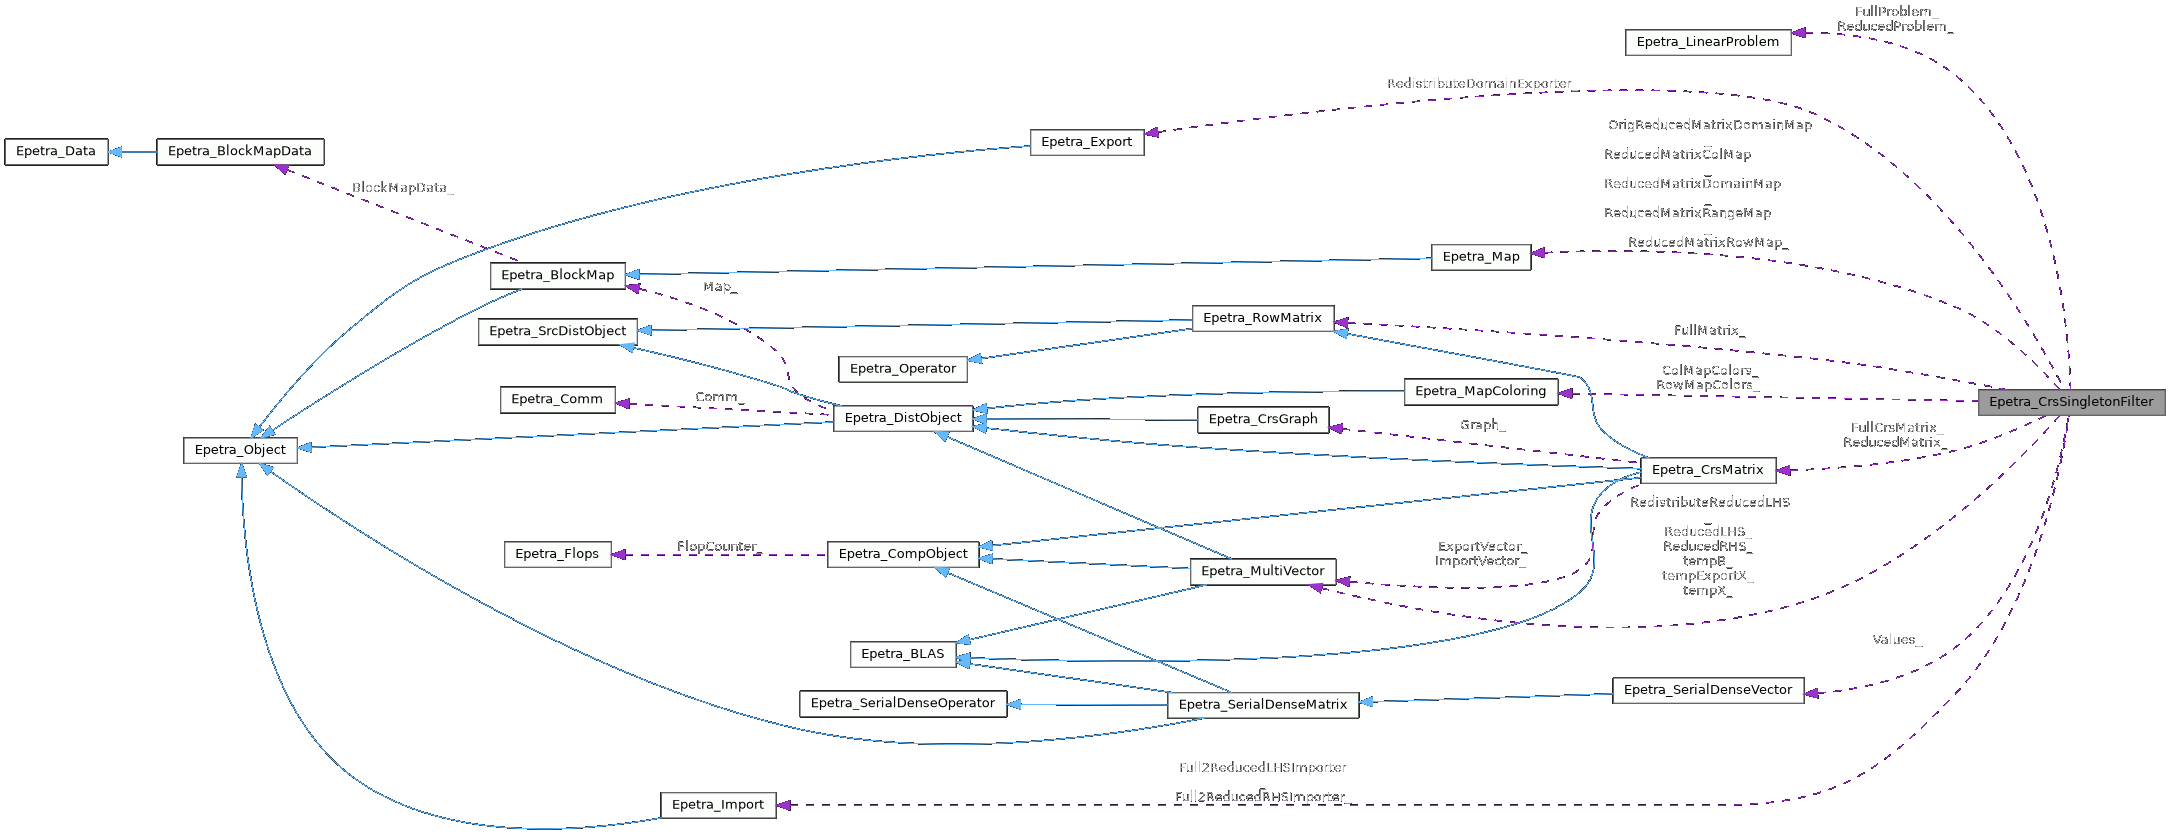 FullProblem_
ReducedProblem_
Epetra_LinearProblem
RedistributeDomainExporter_
OrigReducedMatrixDomainMap
_
ReducedMatrixColMap
_
ReducedMatrixDomainMap
_
ReducedMatrixRangeMap
_
ReducedMatrixRowMap_
Epetra_Export
Epetra_Data
Epetra_BlockMapData
BlockMapData_
Epetra_Map
Epetra_BlockMap
Map_
Epetra_RowMatrix
Epetra_SrcDistObject
FullMatrix_
Epetra_Operator
ColMapColors_
RowMapColors_
Epetra_MapColoring
Epetra_CrsSingletonFilter
Epetra_Comm
Comm_
Epetra_DistObject
Epetra_CrsGraph
Graph_
FullCrsMatrix_
ReducedMatrix_
Epetra_Object
Epetra_CrsMatrix
RedistributeReducedLHS
_
ReducedLHS_
ReducedRHS_
tempB_
tempExportX_
tempX_
Epetra_Flops
FlopCounter_
Epetra_CompObject
ExportVector_
ImportVector_
Epetra_MultiVector
Values_
Epetra_BLAS
Epetra_SerialDenseVector
Epetra_SerialDenseOperator
Epetra_SerialDenseMatrix
Full2ReducedLHSImporter
_
Full2ReducedRHSImporter_
Epetra_Import